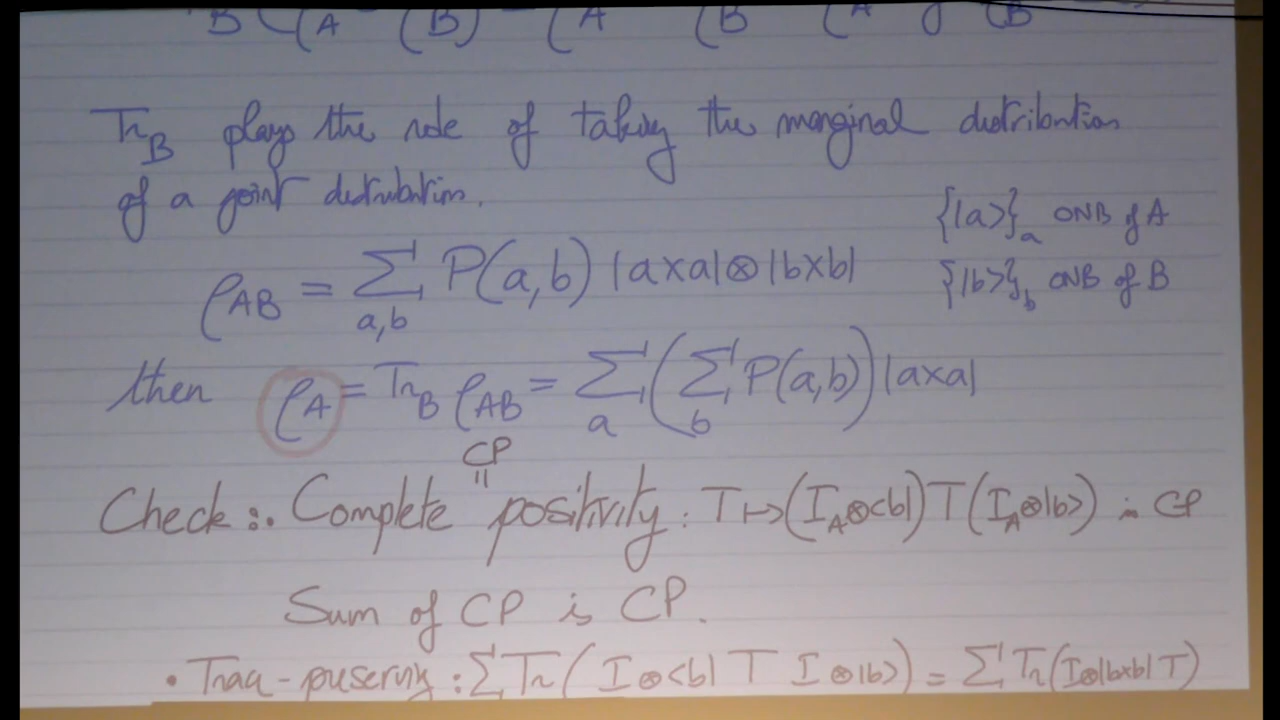 Tr_B plays the role of taking the marginal distribution
of a joint distribution.
{|a>}_a ONB of A
ρ_AB = Σ_{a,b} P(a,b) |a×a|⊗|b×b|
{|b>}_b ONB of B
then ρ_A = Tr_B ρ_AB = Σ_a (Σ_b P(a,b)) |a×a|
CP
Check: . Complete positivity: T ↦ (I_A⊗<b|) T (I_A⊗|b>) is CP
Sum of CP is CP.
• Trace-preserving: Σ Tr( I⊗<b| T I⊗|b>) = Σ Tr(I⊗|b×b| T)